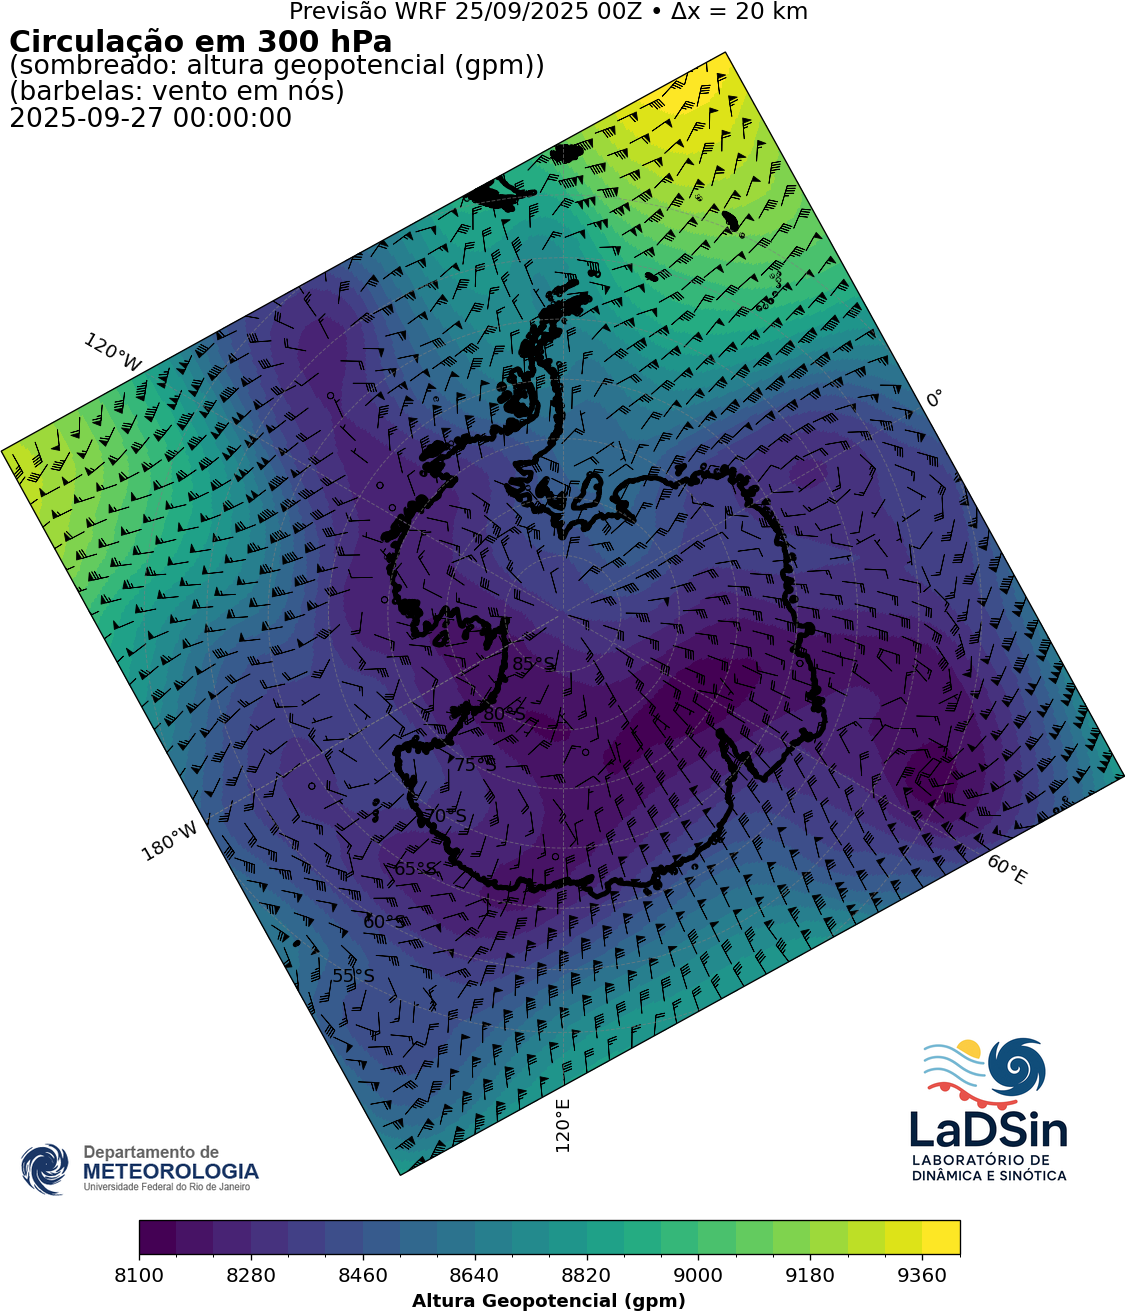 Previsão WRF 25/09/2025 00Z • Δx = 20 km
Circulação em 300 hPa
(sombreado: altura geopotencial (gpm))
(barbelas: vento em nós)
2025-09-27 00:00:00
120°W
0°
85°S
80°S
75°S
70°S
65°S
60°S
55°S
180°W
60°E
120°E
LaDSin
LABORATÓRIO DE
DINÂMICA E SINÓTICA
Departamento de
METEOROLOGIA
Universidade Federal do Rio de Janeiro
8100 8280 8460 8640 8820 9000 9180 9360
Altura Geopotencial (gpm)